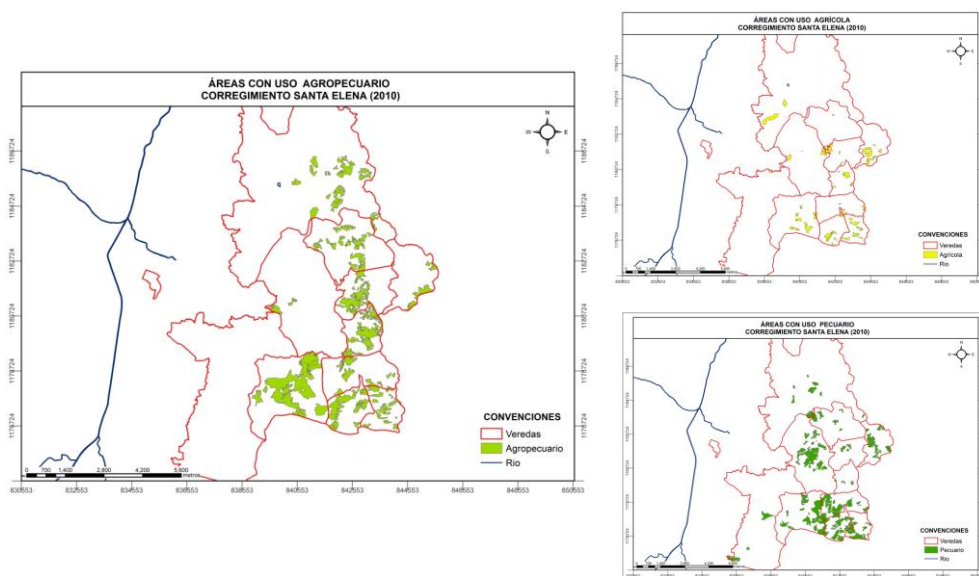 ÁREAS CON USO AGROPECUARIO
CORREGIMIENTO SANTA ELENA (2010)
N
W E
S
1186724
1184724
1182724
1180724
1178724
1176724
CONVENCIONES
Veredas
Agropecuario
Rio
0 700 1,400 2,800 4,200 5,600
metros
830553 832553 834553 836553 838553 840553 842553 844553 846553 848553 850553
ÁREAS CON USO AGRÍCOLA
CORREGIMIENTO SANTA ELENA (2010)
N
W E
S
CONVENCIONES
Veredas
Agrícola
Rio
ÁREAS CON USO PECUARIO
CORREGIMIENTO SANTA ELENA (2010)
N
W E
S
CONVENCIONES
Veredas
Pecuario
Rio